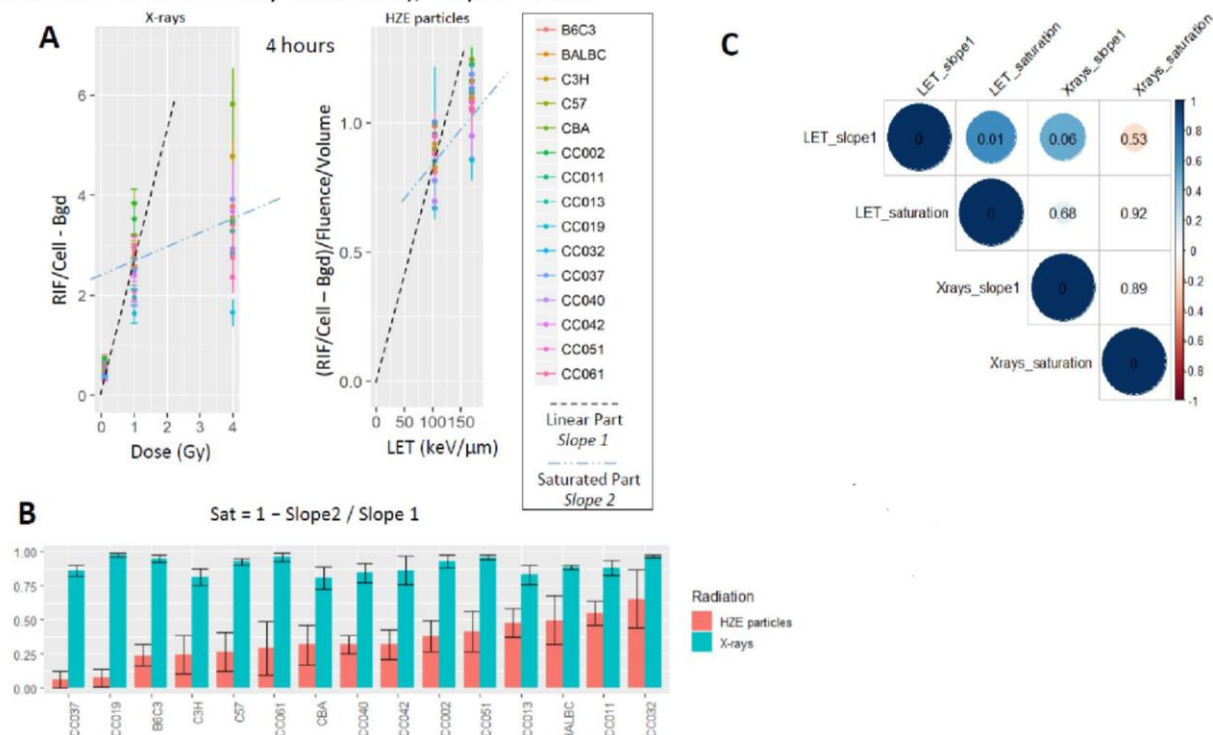 A
X-rays
4 hours
HZE particles
RIF/Cell - Bgd
6
4
2
0
0 1 2 3 4
Dose (Gy)
(RIF/Cell – Bgd)/Fluence/Volume
1.0
0.5
0.0
0 50 100 150
LET (keV/µm)
B6C3
BALBC
C3H
C57
CBA
CC002
CC011
CC013
CC019
CC032
CC037
CC040
CC042
CC051
CC061
Linear Part
Slope 1
Saturated Part
Slope 2
C
LET_slope1
LET_saturation
Xrays_slope1
Xrays_saturation
LET_slope1 0 0.01 0.06 0.53
LET_saturation 0 0.68 0.92
Xrays_slope1 0 0.89
Xrays_saturation 0
1
0.8
0.6
0.4
0.2
0
-0.2
-0.4
-0.6
-0.8
-1
B
Sat = 1 – Slope2 / Slope 1
1.00
0.75
0.50
0.25
0.00
CC037
CC019
B6C3
C3H
C57
CC061
CBA
CC040
CC042
CC002
CC051
CC013
BALBC
CC011
CC032
Radiation
HZE particles
X-rays